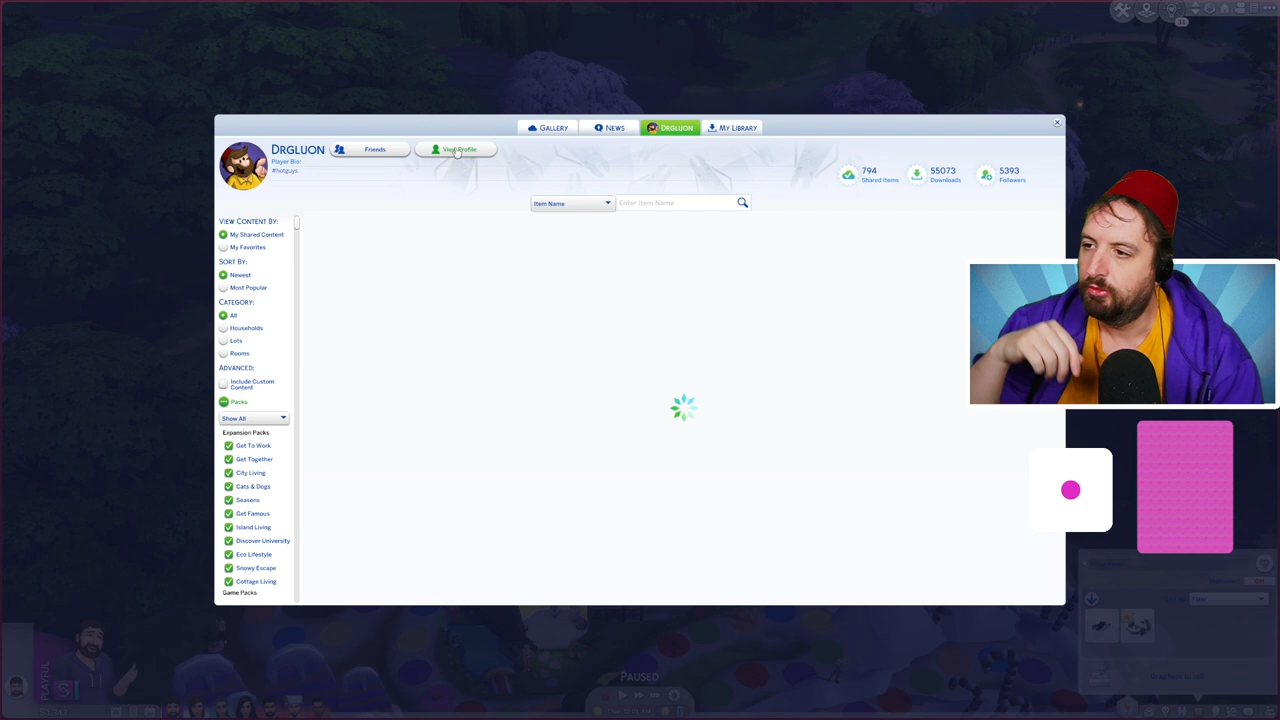 GALLERY
NEWS
DRGLUON
MY LIBRARY
DRGLUON
Friends
View Profile
Player Bio:
#hotguys
794
Shared Items
55073
Downloads
5393
Followers
Item Name
Enter Item Name
VIEW CONTENT BY:
My Shared Content
My Favorites
SORT BY:
Newest
Most Popular
CATEGORY:
All
Households
Lots
Rooms
ADVANCED:
Include Custom
Content
Packs
Show All
Expansion Packs
Get To Work
Get Together
City Living
Cats & Dogs
Seasons
Get Famous
Island Living
Discover University
Eco Lifestyle
Snowy Escape
Cottage Living
Game Packs
PAUSED
PLAYFUL
Filter